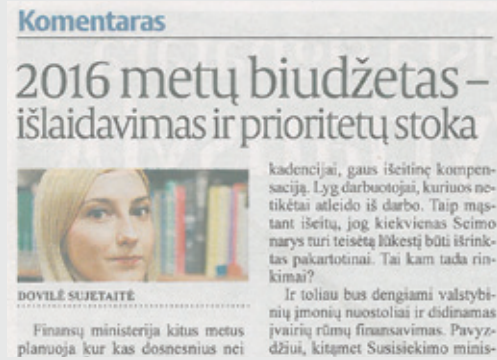 Komentaras
2016 metų biudžetas –
išlaidavimas ir prioritetų stoka
DOVILĖ SUJETAITĖ
Finansų ministerija kitus metus
planuoja kur kas dosnesnius nei
kadencijai, gaus išeitinę kompen-
saciją. Lyg darbuotojai, kuriuos ne-
tikėtai atleido iš darbo. Taip mąs-
tant išeitų, jog kiekvienas Seimo
narys turi teisėtą lūkestį būti išrink-
tas pakartotinai. Tai kam tada rin-
kimai?
Ir toliau bus dengiami valstybi-
nių įmonių nuostoliai ir didinamas
įvairių rūmų finansavimas. Pavyz-
džiui, kitąmet Susisiekimo minis-